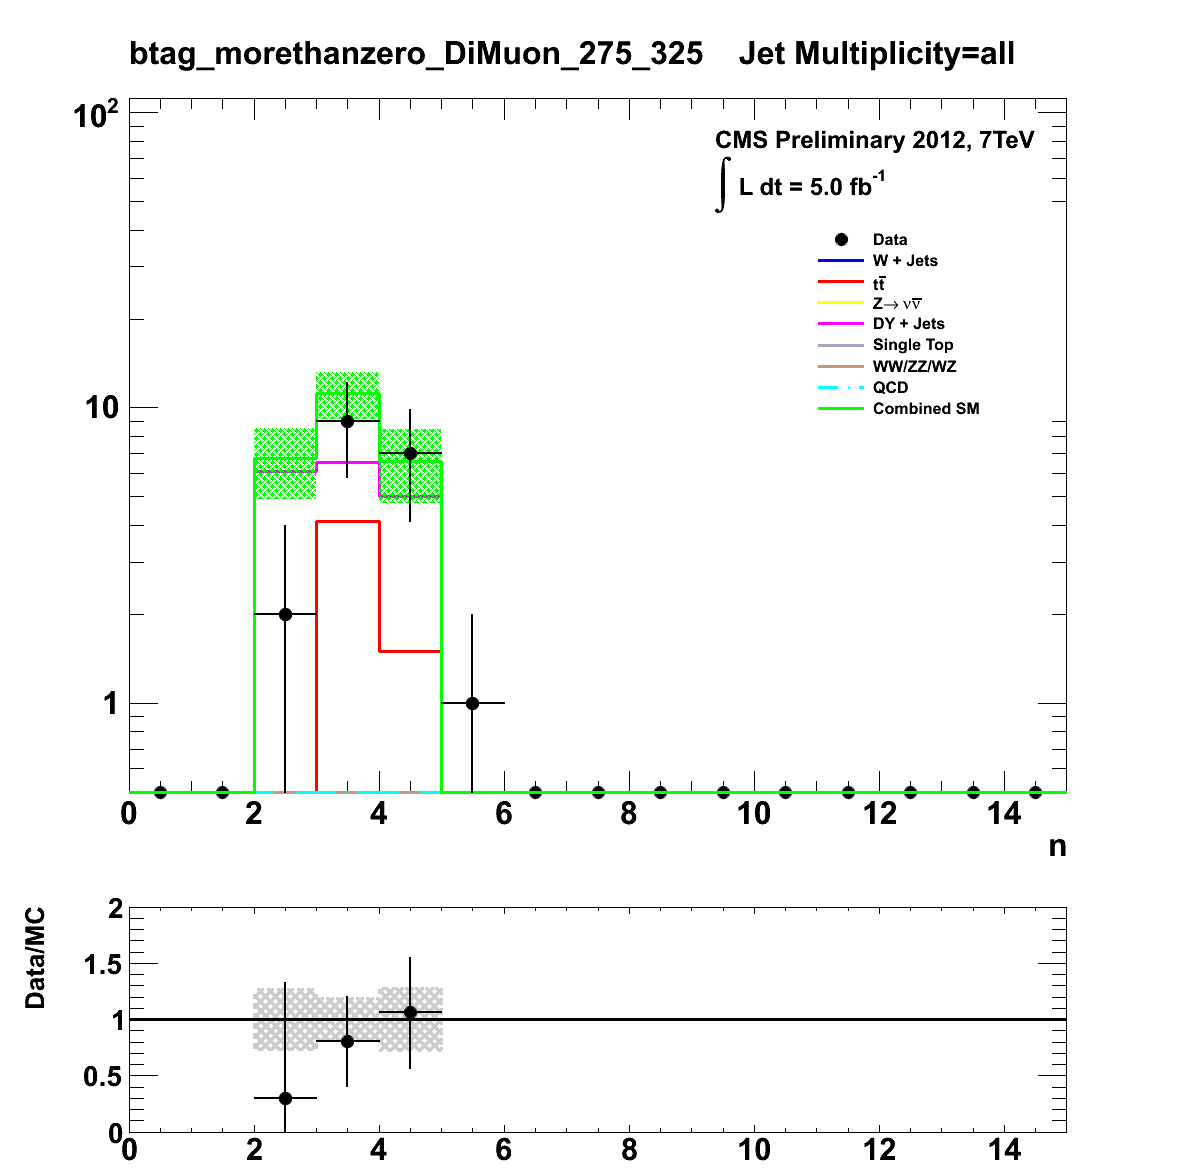 btag_morethanzero_DiMuon_275_325 Jet Multiplicity=all
10²
CMS Preliminary 2012, 7TeV
∫ L dt = 5.0 fb⁻¹
Data
W + Jets
tt̅
Z→ νν̅
DY + Jets
Single Top
WW/ZZ/WZ
QCD
Combined SM
10
1
0 2 4 6 8 10 12 14
n
Data/MC
2
1.5
1
0.5
0
0 2 4 6 8 10 12 14